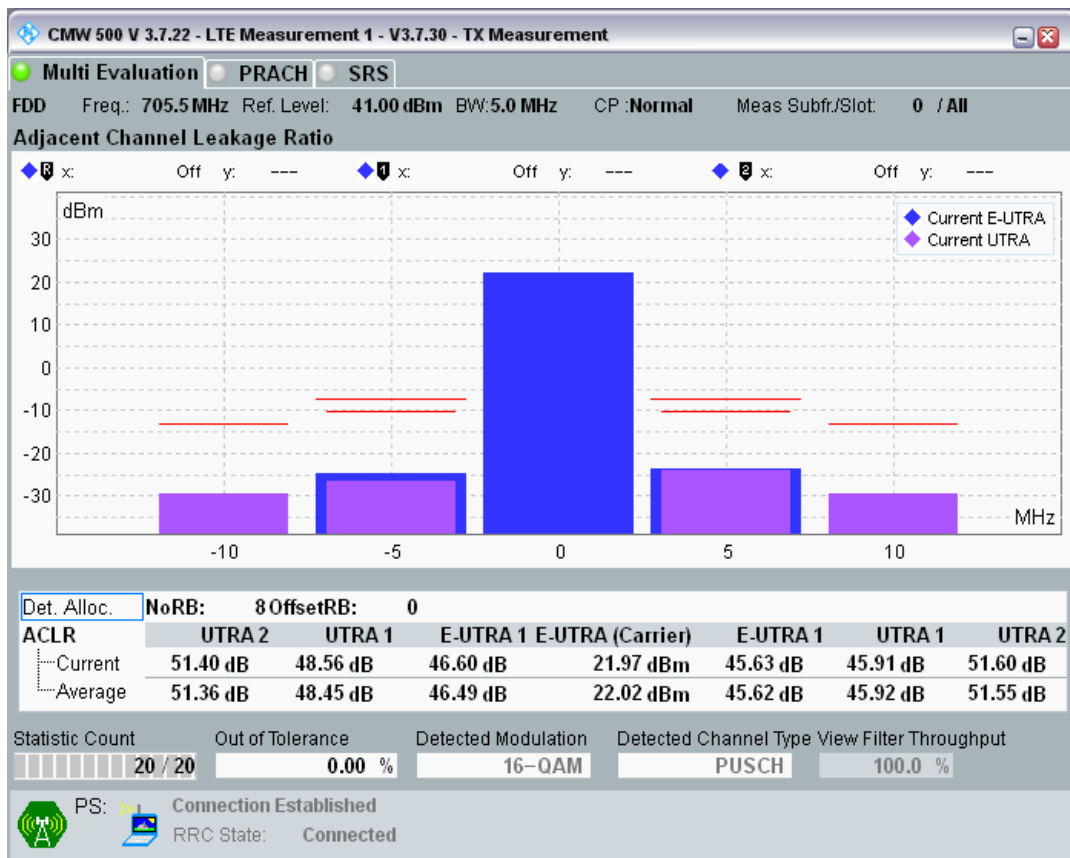 CMW 500 V 3.7.22 - LTE Measurement 1 - V3.7.30 - TX Measurement
Multi Evaluation PRACH SRS
FDD Freq.: 705.5 MHz Ref. Level: 41.00 dBm BW:5.0 MHz CP :Normal Meas Subfr./Slot: 0 / All
Adjacent Channel Leakage Ratio
R x: Off y: --- 1 x: Off y: --- 2 x: Off y: ---
dBm
Current E-UTRA
Current UTRA
30
20
10
0
-10
-20
-30
MHz
-10 -5 0 5 10
Det. Alloc. NoRB: 8 OffsetRB: 0
ACLR UTRA 2 UTRA 1 E-UTRA 1 E-UTRA (Carrier) E-UTRA 1 UTRA 1 UTRA 2
Current 51.40 dB 48.56 dB 46.60 dB 21.97 dBm 45.63 dB 45.91 dB 51.60 dB
Average 51.36 dB 48.45 dB 46.49 dB 22.02 dBm 45.62 dB 45.92 dB 51.55 dB
Statistic Count Out of Tolerance Detected Modulation Detected Channel Type View Filter Throughput
20 / 20 0.00 % 16-QAM PUSCH 100.0 %
PS: Connection Established
RRC State: Connected